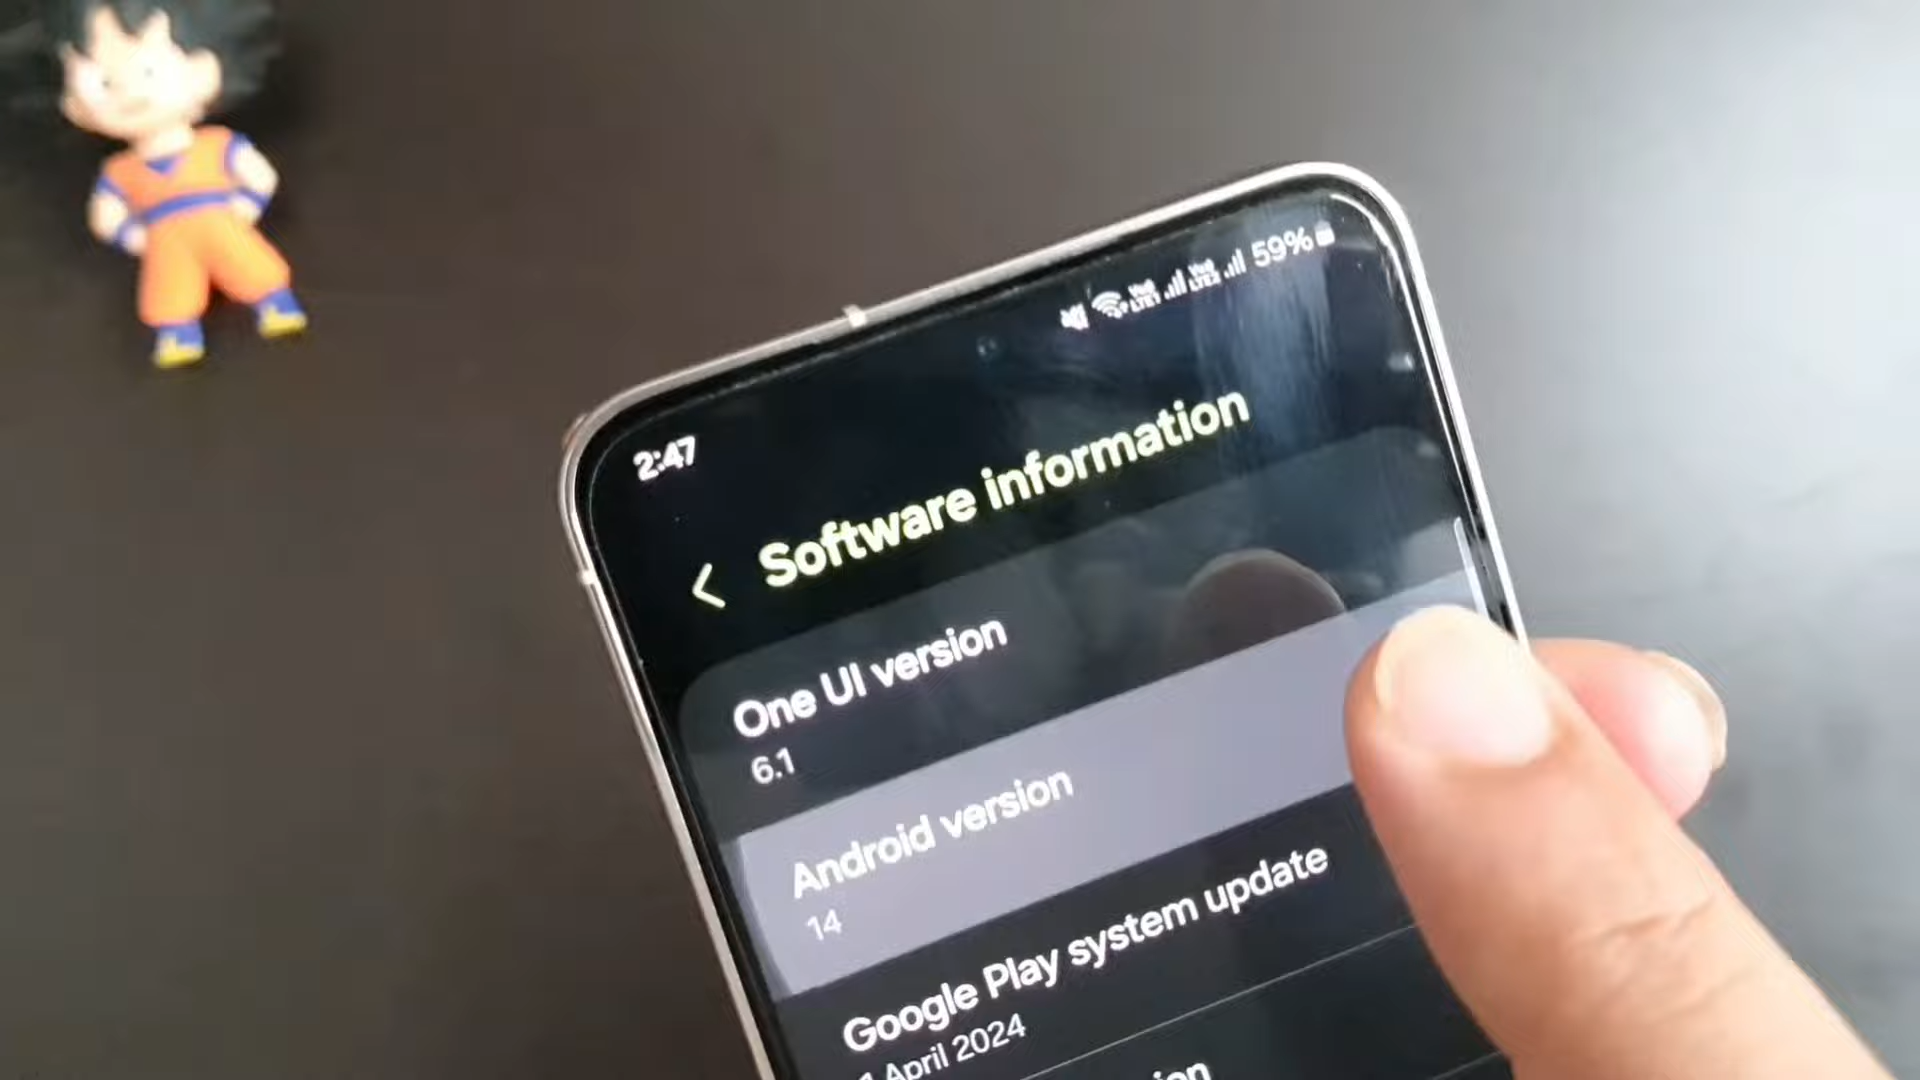 2:47
59%
Software information
One UI version
6.1
Android version
14
Google Play system update
1 April 2024